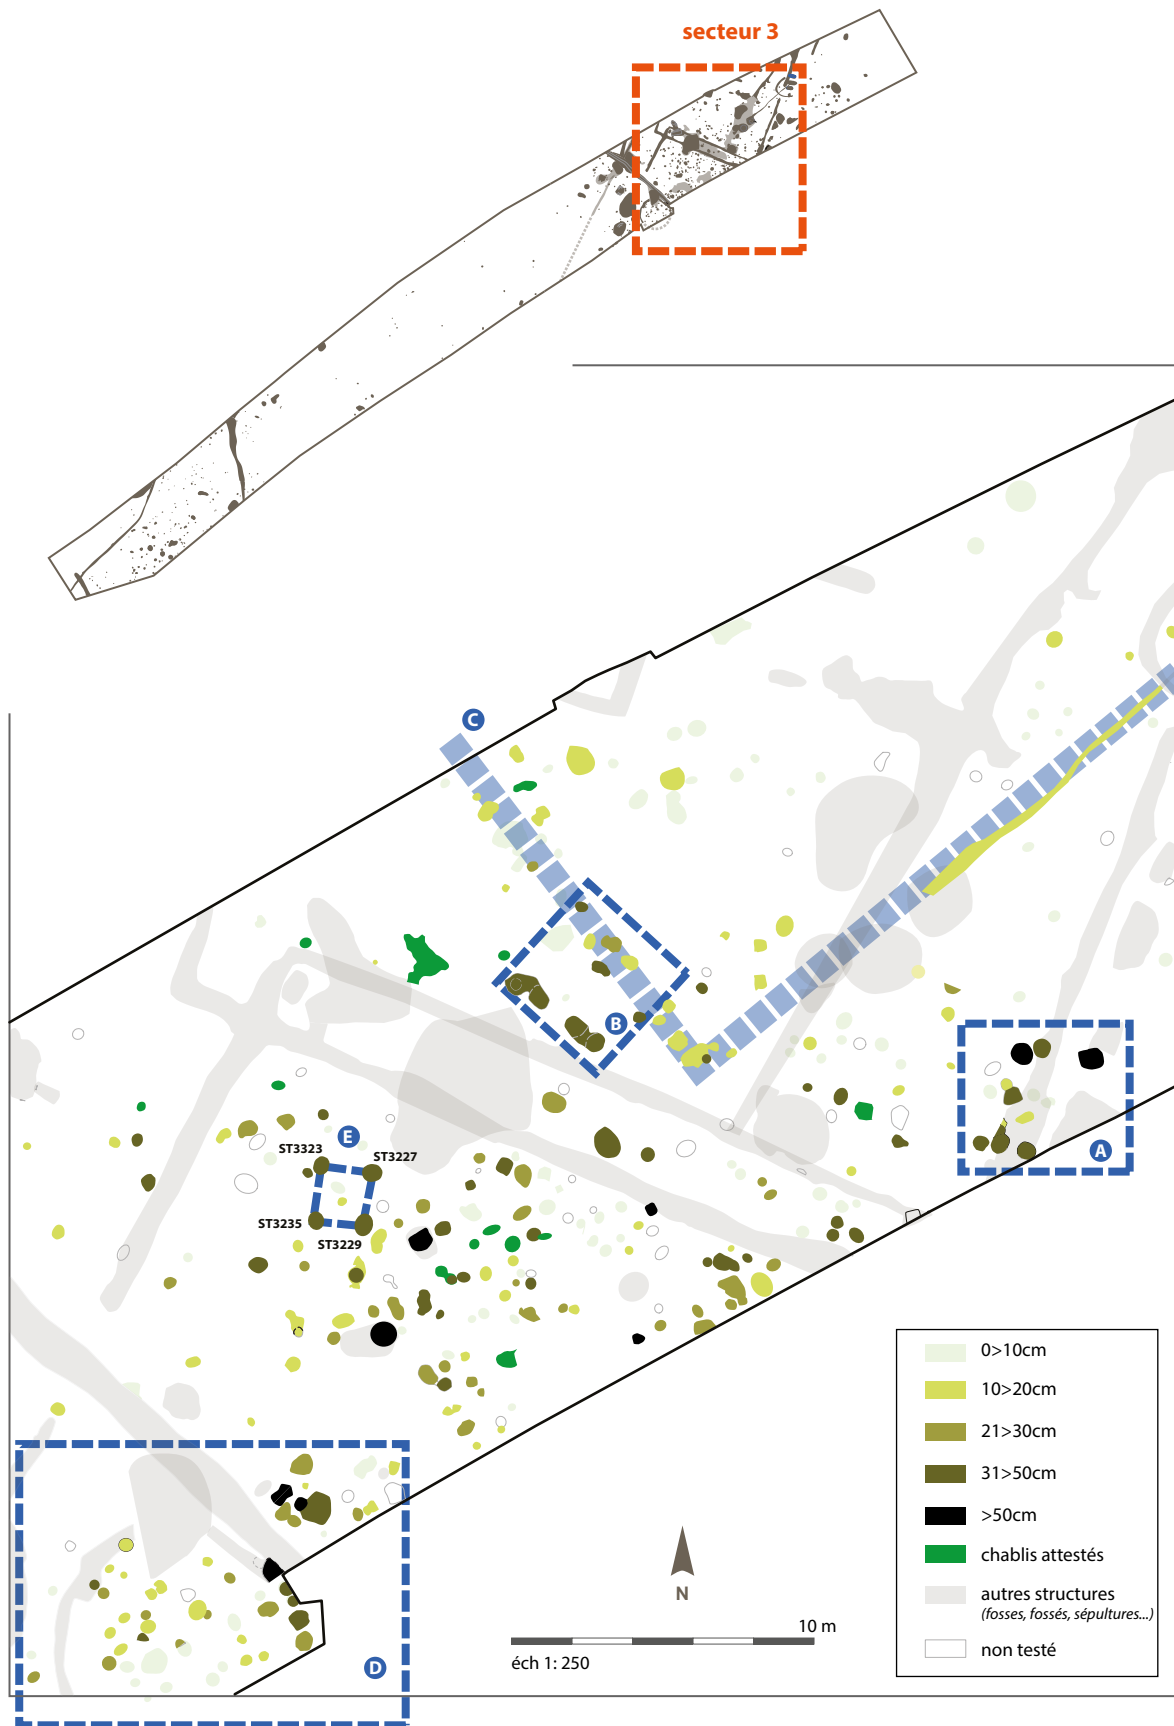 secteur 3
C
B
A
E
ST3323
ST3227
ST3235
ST3229
D
N
10 m
éch 1: 250
0>10cm
10>20cm
21>30cm
31>50cm
>50cm
chablis attestés
autres structures
(fosses, fossés, sépultures...)
non testé